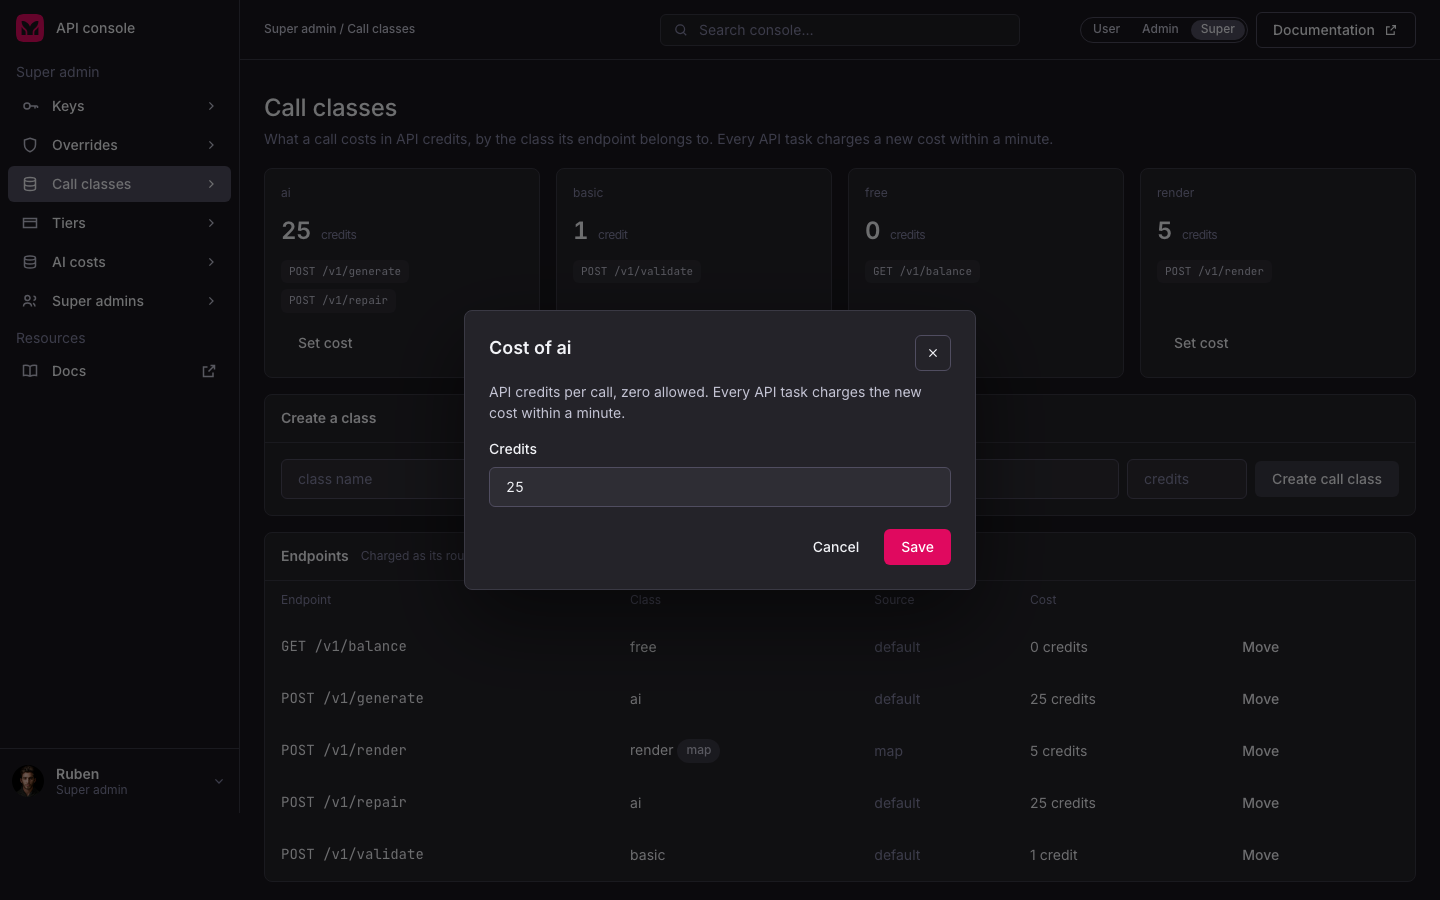 API console
Super admin / Call classes
Search console...
User
Admin
Super
Documentation
Super admin
Keys
Overrides
Call classes
Tiers
AI costs
Super admins
Resources
Docs
Ruben
Super admin
Call classes
What a call costs in API credits, by the class its endpoint belongs to. Every API task charges a new cost within a minute.
ai
25 credits
POST /v1/generate
POST /v1/repair
Set cost
basic
1 credit
POST /v1/validate
free
0 credits
GET /v1/balance
render
5 credits
POST /v1/render
Set cost
Create a class
class name
credits
Create call class
Cost of ai
API credits per call, zero allowed. Every API task charges the new
cost within a minute.
Credits
25
Cancel
Save
Endpoints Charged as its
Endpoint Class Source Cost
GET /v1/balance free default 0 credits Move
POST /v1/generate ai default 25 credits Move
POST /v1/render render map map 5 credits Move
POST /v1/repair ai default 25 credits Move
POST /v1/validate basic default 1 credit Move